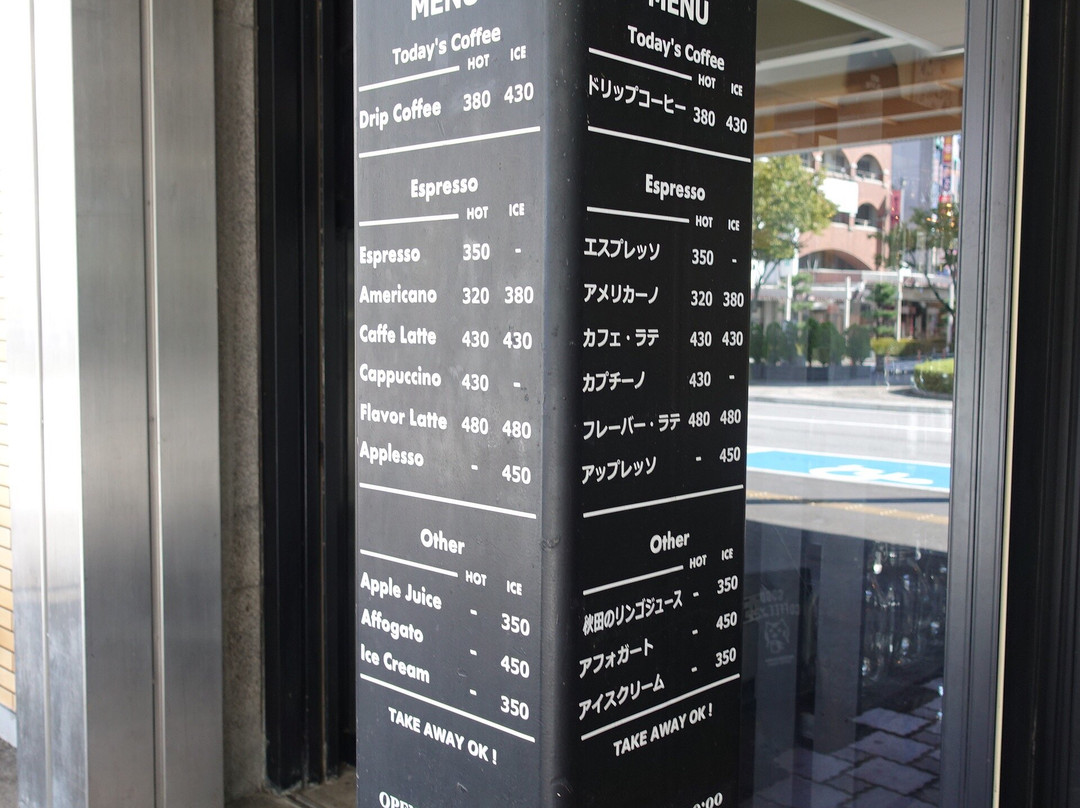 MENU
Today's Coffee
HOT ICE
Drip Coffee 380 430
Espresso
HOT ICE
Espresso 350 -
Americano 320 380
Caffe Latte 430 430
Cappuccino 430 -
Flavor Latte 480 480
Applesso - 450
Other
HOT ICE
Apple Juice - 350
Affogato - 450
Ice Cream - 350
TAKE AWAY OK !
MENU
Today's Coffee
HOT ICE
ドリップコーヒー 380 430
Espresso
HOT ICE
エスプレッソ 350 -
アメリカーノ 320 380
カフェ・ラテ 430 430
カプチーノ 430 -
フレーバー・ラテ 480 480
アップレッソ - 450
Other
HOT ICE
秋田のリンゴジュース - 350
アフォガート - 450
アイスクリーム - 350
TAKE AWAY OK !